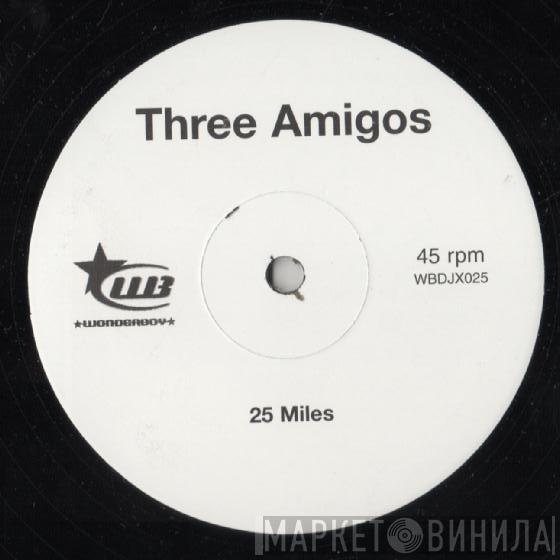 Three Amigos
45 rpm
WBDJX025
WB
★WONDERBOY★
25 Miles
МАРКЕТ ВИНИЛА